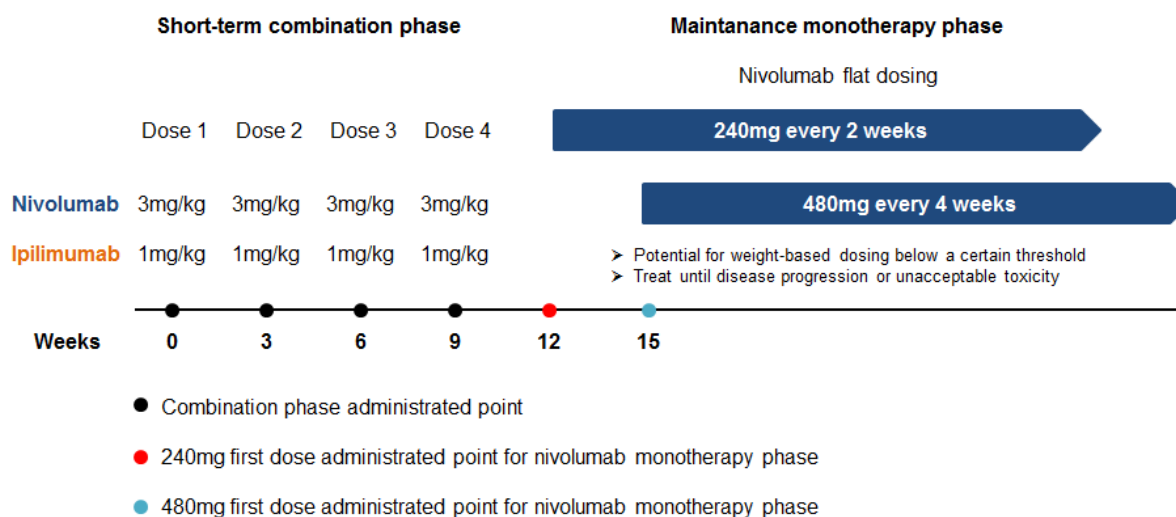 Short-term combination phase
Maintanance monotherapy phase
Nivolumab flat dosing
Dose 1 Dose 2 Dose 3 Dose 4
240mg every 2 weeks
Nivolumab 3mg/kg 3mg/kg 3mg/kg 3mg/kg
480mg every 4 weeks
Ipilimumab 1mg/kg 1mg/kg 1mg/kg 1mg/kg
➢ Potential for weight-based dosing below a certain threshold
➢ Treat until disease progression or unacceptable toxicity
Weeks 0 3 6 9 12 15
Combination phase administrated point
240mg first dose administrated point for nivolumab monotherapy phase
480mg first dose administrated point for nivolumab monotherapy phase